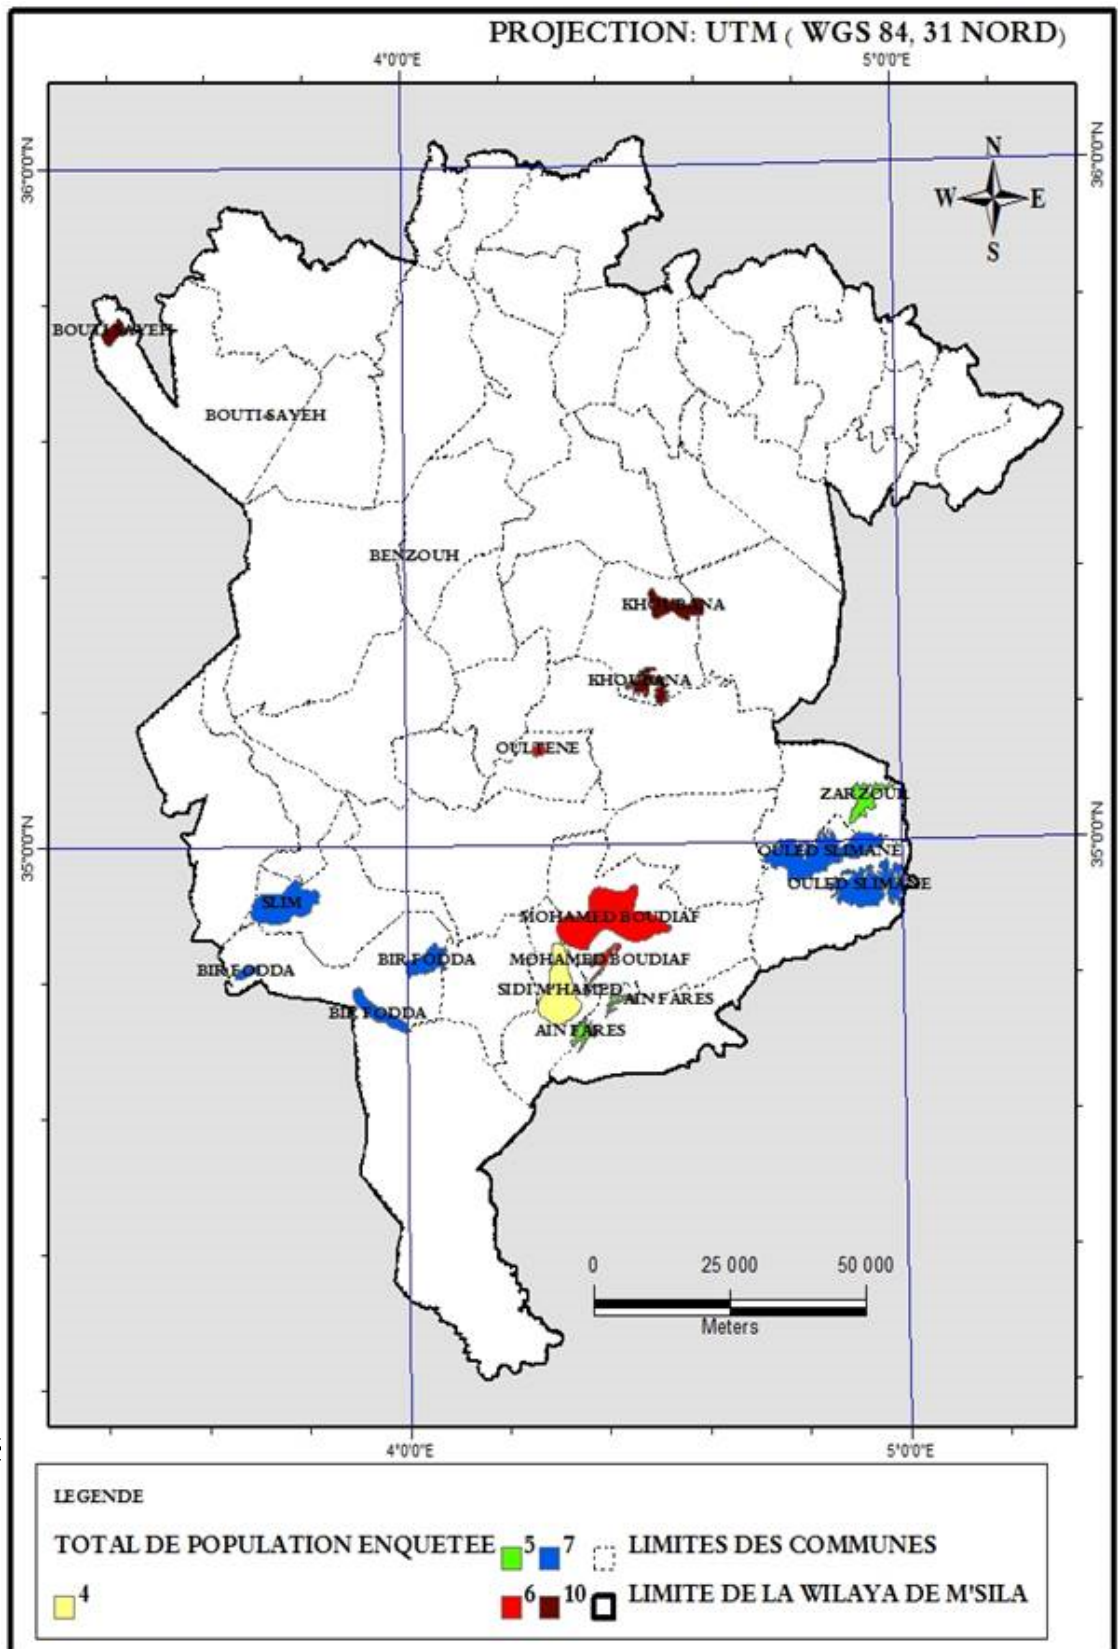 PROJECTION: UTM ( WGS 84, 31 NORD)
4°0'0"E 5°0'0"E
36°0'0"N 36°0'0"N
N
W E
S
BOUTI SAYEH
BOUTI SAYEH
BENZOUH
KHOUBANA
KHOUBANA
OULTENE
ZARZOUR
35°0'0"N 35°0'0"N
OULED SLIMANE
OULED SLIMANE
SLIM
MOHAMED BOUDIAF
BIR FODDA BIR FODDA MOHAMED BOUDIAF
SIDI M'HAMED AIN FARES
BIR FODDA AIN FARES
0 25 000 50 000
Meters
4°0'0"E 5°0'0"E
LEGENDE
TOTAL DE POPULATION ENQUETEE 5 7 LIMITES DES COMMUNES
4 6 10 LIMITE DE LA WILAYA DE M'SILA